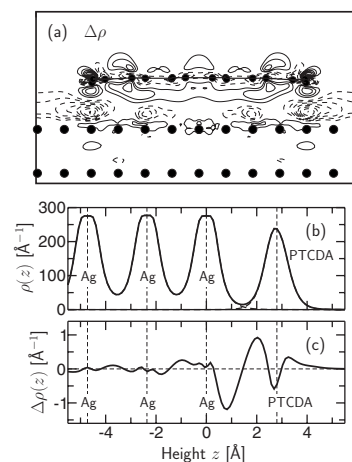 (a) Δρ
300
200
100
0
ρ(z) [Å⁻¹]
(b)
PTCDA
Ag
Ag
Ag
1
0
-1
Δρ(z) [Å⁻¹]
(c)
Ag
Ag
Ag
PTCDA
-4 -2 0 2 4
Height z [Å]